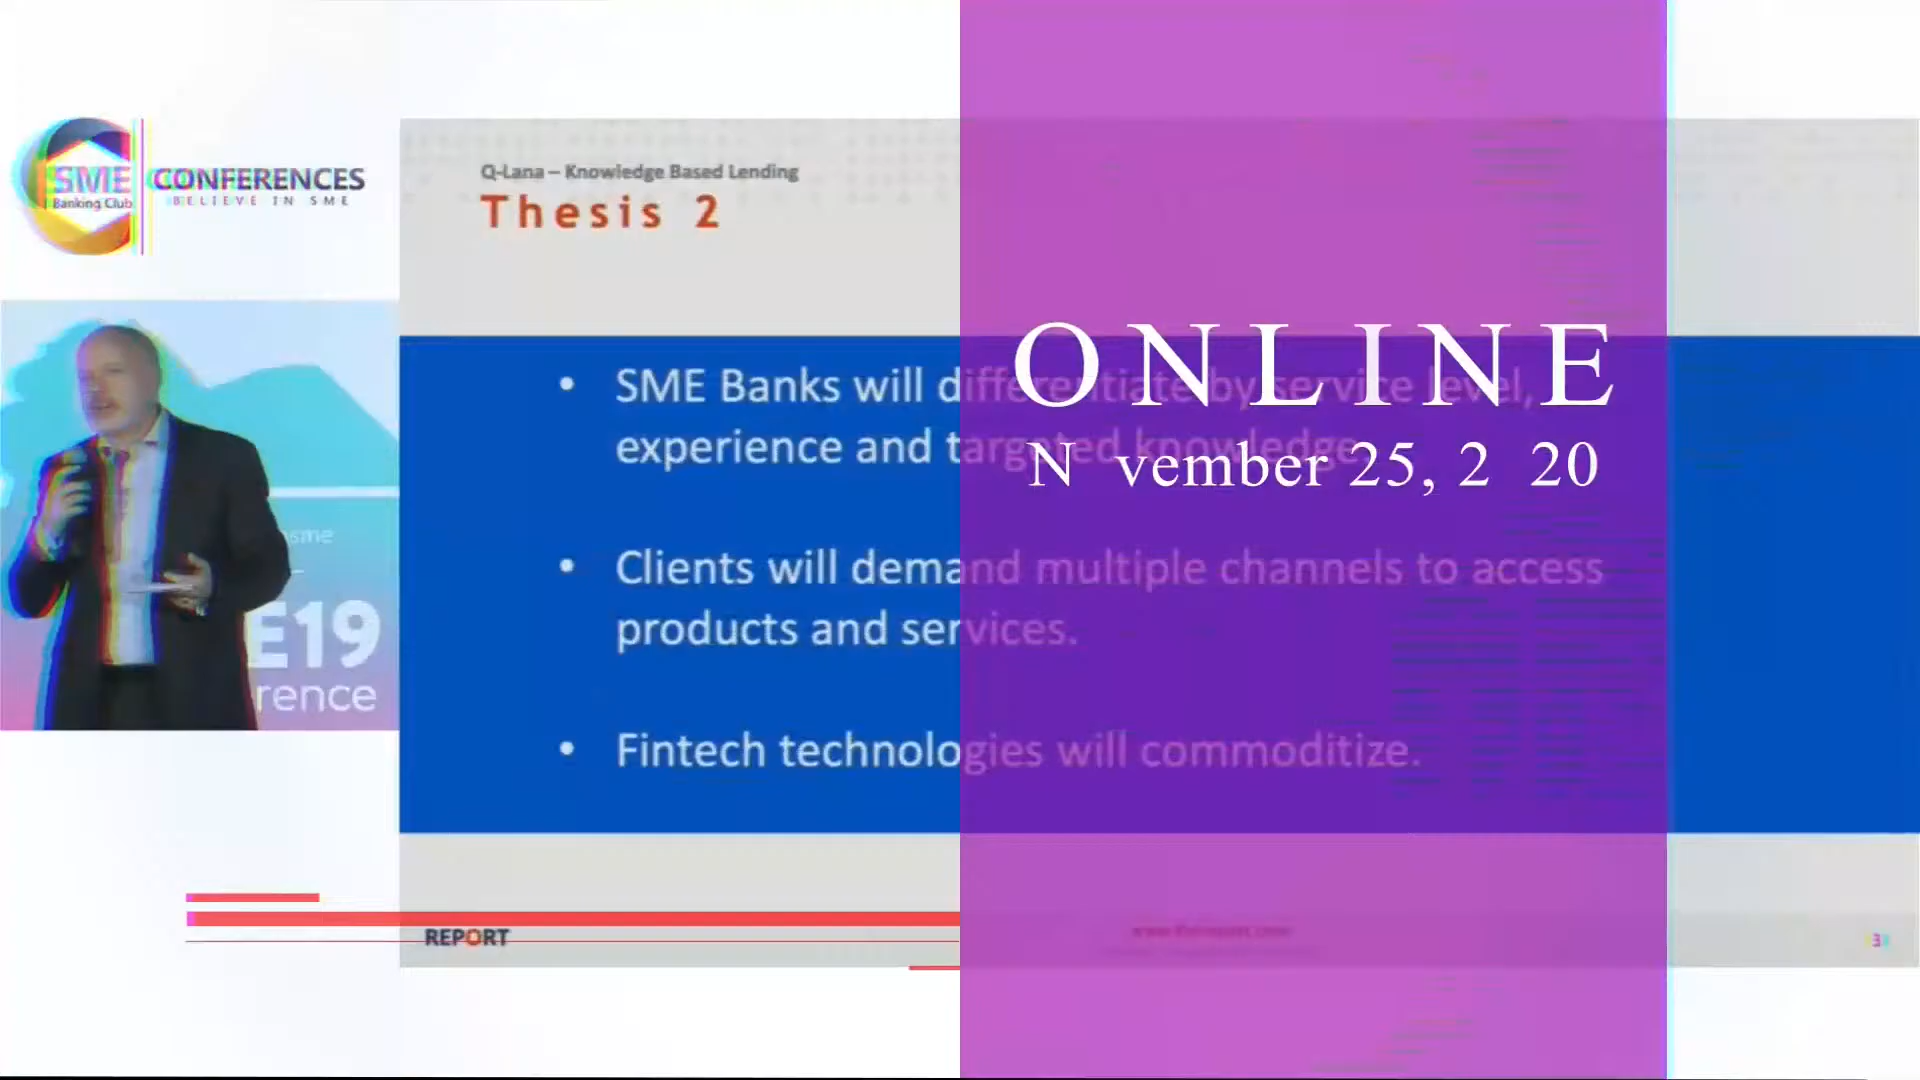 SME
Banking Club
CONFERENCES
BELIEVE IN SME
Q-Lana – Knowledge Based Lending
Thesis 2
• SME Banks will differentiate by service level,
experience and targeted knowledge.
• Clients will demand multiple channels to access
products and services.
• Fintech technologies will commoditize.
ONLINE
N vember 25, 2 20
sme
E19
rence
REPORT
3